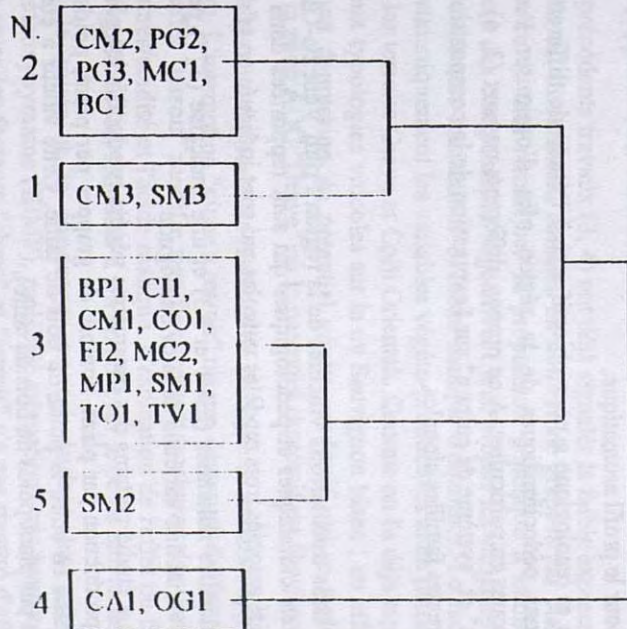 N.
2
CM2, PG2,
PG3, MC1,
BC1
1
CM3, SM3
3
BP1, CI1,
CM1, CO1,
FI2, MC2,
MP1, SM1,
TO1, TV1
5
SM2
4
CA1, OG1